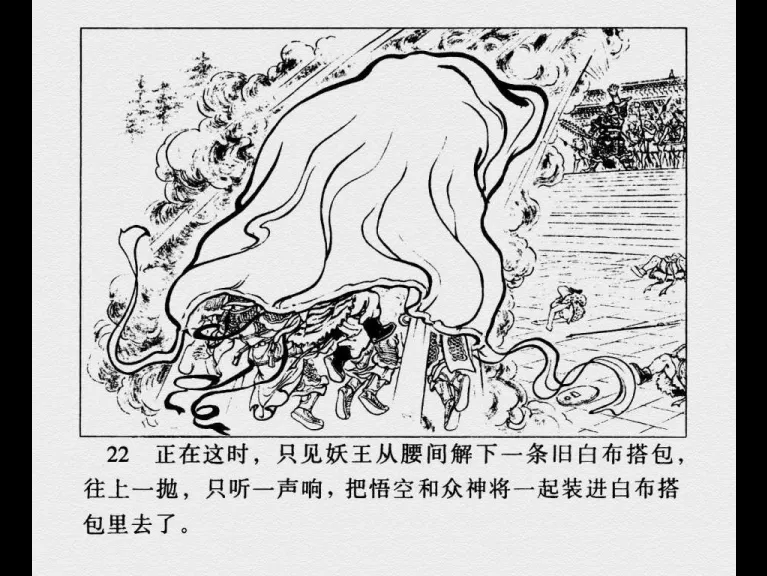 22 正在这时，只见妖王从腰间解下一条旧白布搭包，
往上一抛，只听一声响，把悟空和众神将一起装进白布搭
包里去了。